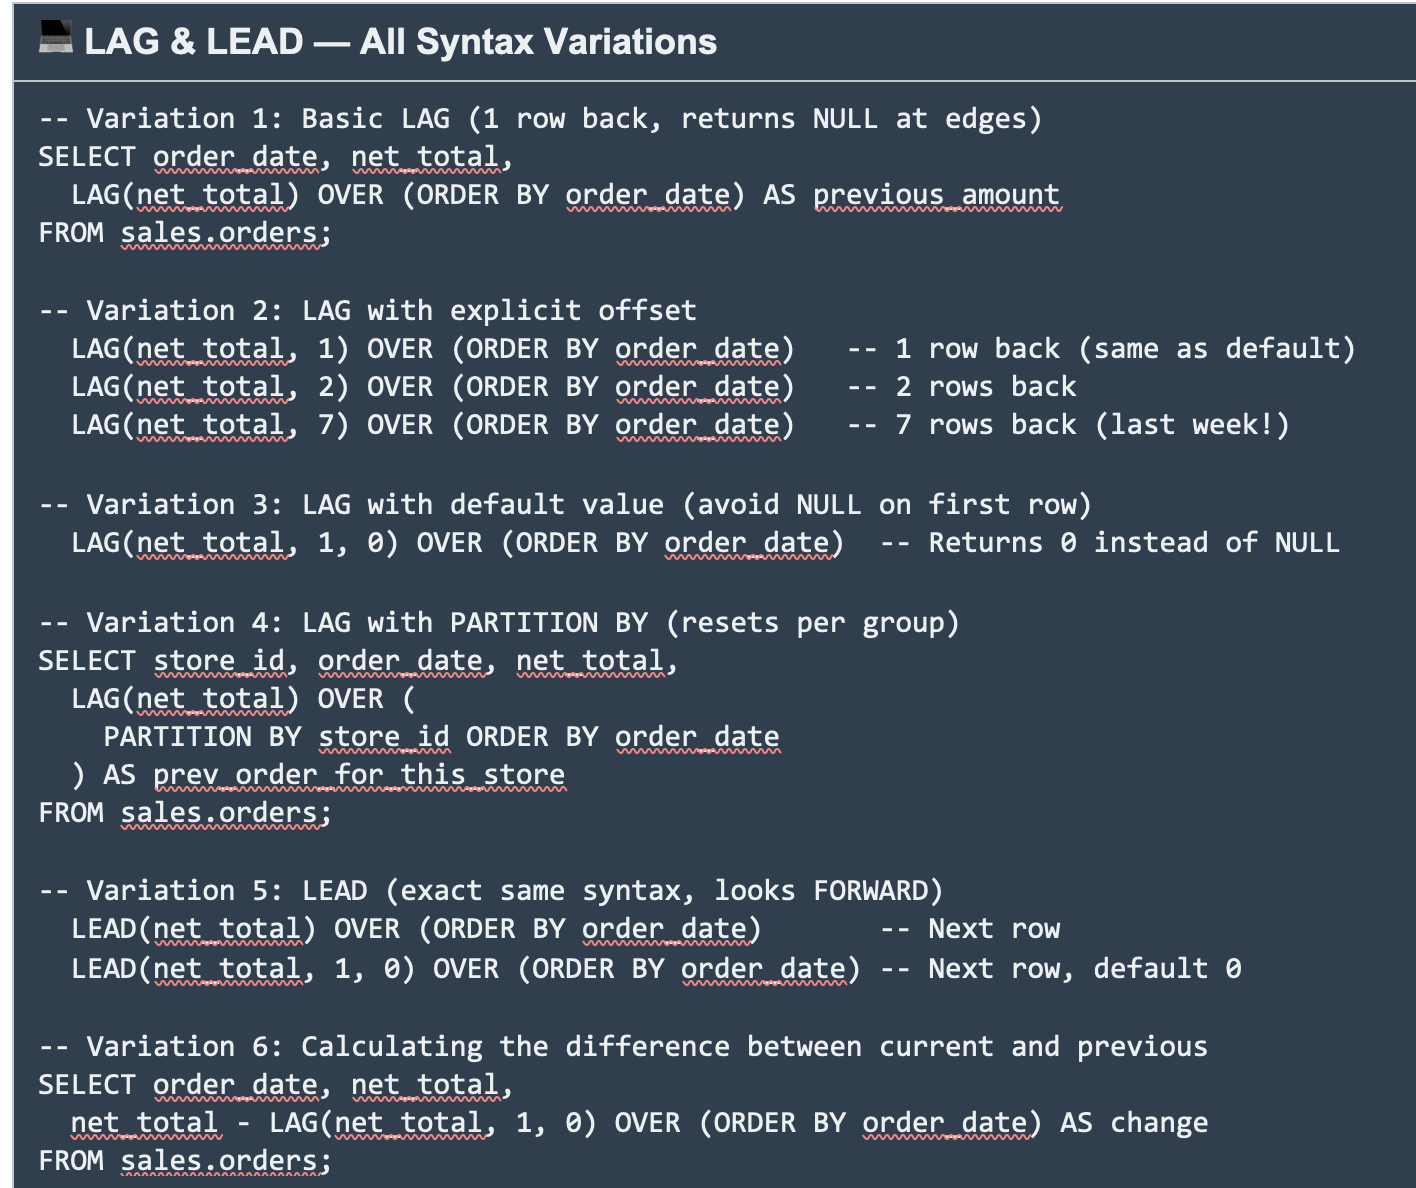 LAG & LEAD — All Syntax Variations
-- Variation 1: Basic LAG (1 row back, returns NULL at edges)
SELECT order_date, net_total,
  LAG(net_total) OVER (ORDER BY order_date) AS previous_amount
FROM sales.orders;
-- Variation 2: LAG with explicit offset
  LAG(net_total, 1) OVER (ORDER BY order_date)   -- 1 row back (same as default)
  LAG(net_total, 2) OVER (ORDER BY order_date)   -- 2 rows back
  LAG(net_total, 7) OVER (ORDER BY order_date)   -- 7 rows back (last week!)
-- Variation 3: LAG with default value (avoid NULL on first row)
  LAG(net_total, 1, 0) OVER (ORDER BY order_date)  -- Returns 0 instead of NULL
-- Variation 4: LAG with PARTITION BY (resets per group)
SELECT store_id, order_date, net_total,
  LAG(net_total) OVER (
    PARTITION BY store_id ORDER BY order_date
  ) AS prev_order_for_this_store
FROM sales.orders;
-- Variation 5: LEAD (exact same syntax, looks FORWARD)
  LEAD(net_total) OVER (ORDER BY order_date)       -- Next row
  LEAD(net_total, 1, 0) OVER (ORDER BY order_date) -- Next row, default 0
-- Variation 6: Calculating the difference between current and previous
SELECT order_date, net_total,
  net_total - LAG(net_total, 1, 0) OVER (ORDER BY order_date) AS change
FROM sales.orders;